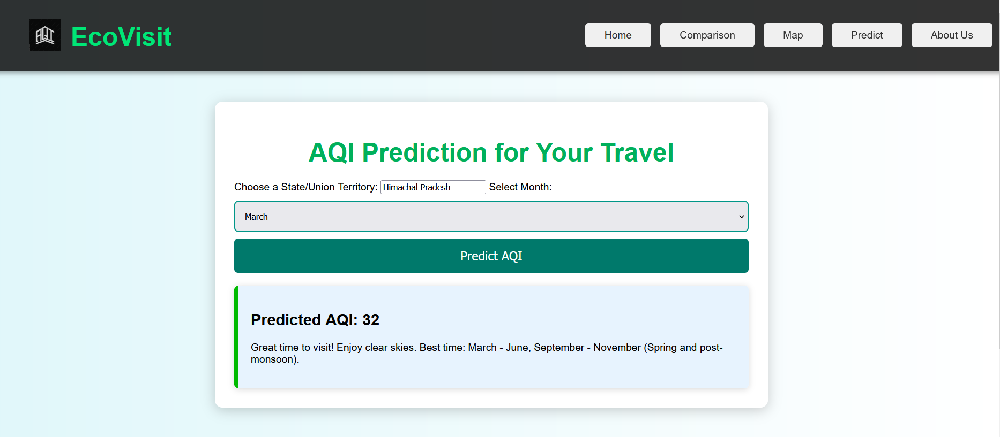 AQI
EcoVisit
Home
Comparison
Map
Predict
About Us
AQI Prediction for Your Travel
Choose a State/Union Territory: Himachal Pradesh Select Month:
March
Predict AQI
Predicted AQI: 32
Great time to visit! Enjoy clear skies. Best time: March - June, September - November (Spring and post-
monsoon).